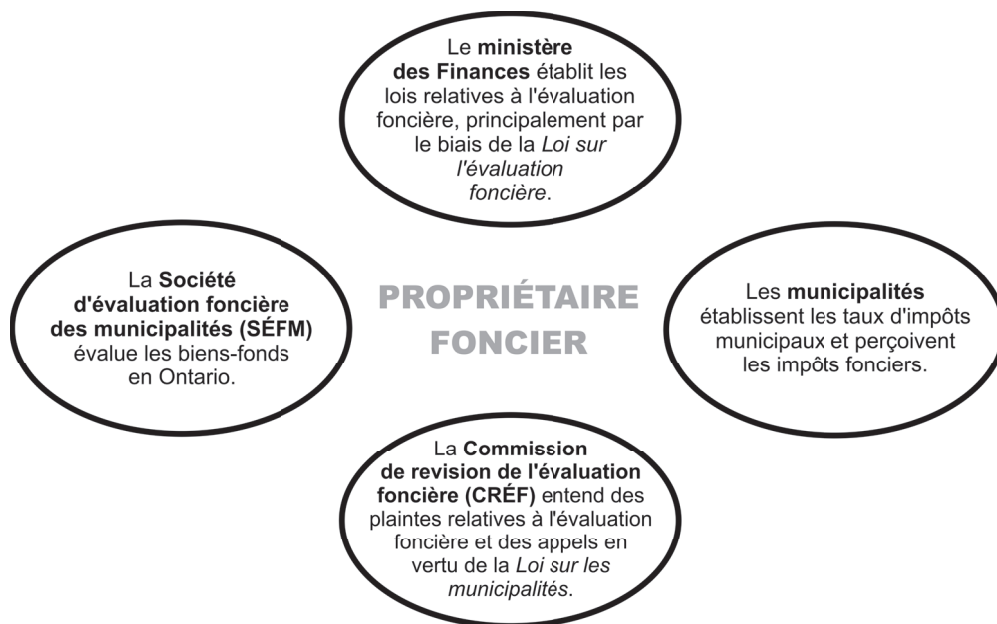 Le ministère
des Finances établit les
lois relatives à l'évaluation
foncière, principalement par
le biais de la Loi sur
l'évaluation
foncière.
La Société
d'évaluation foncière
des municipalités (SÉFM)
évalue les biens-fonds
en Ontario.
PROPRIÉTAIRE
FONCIER
Les municipalités
établissent les taux d'impôts
municipaux et perçoivent
les impôts fonciers.
La Commission
de revision de l'évaluation
foncière (CRÉF) entend des
plaintes relatives à l'évaluation
foncière et des appels en
vertu de la Loi sur les
municipalités.